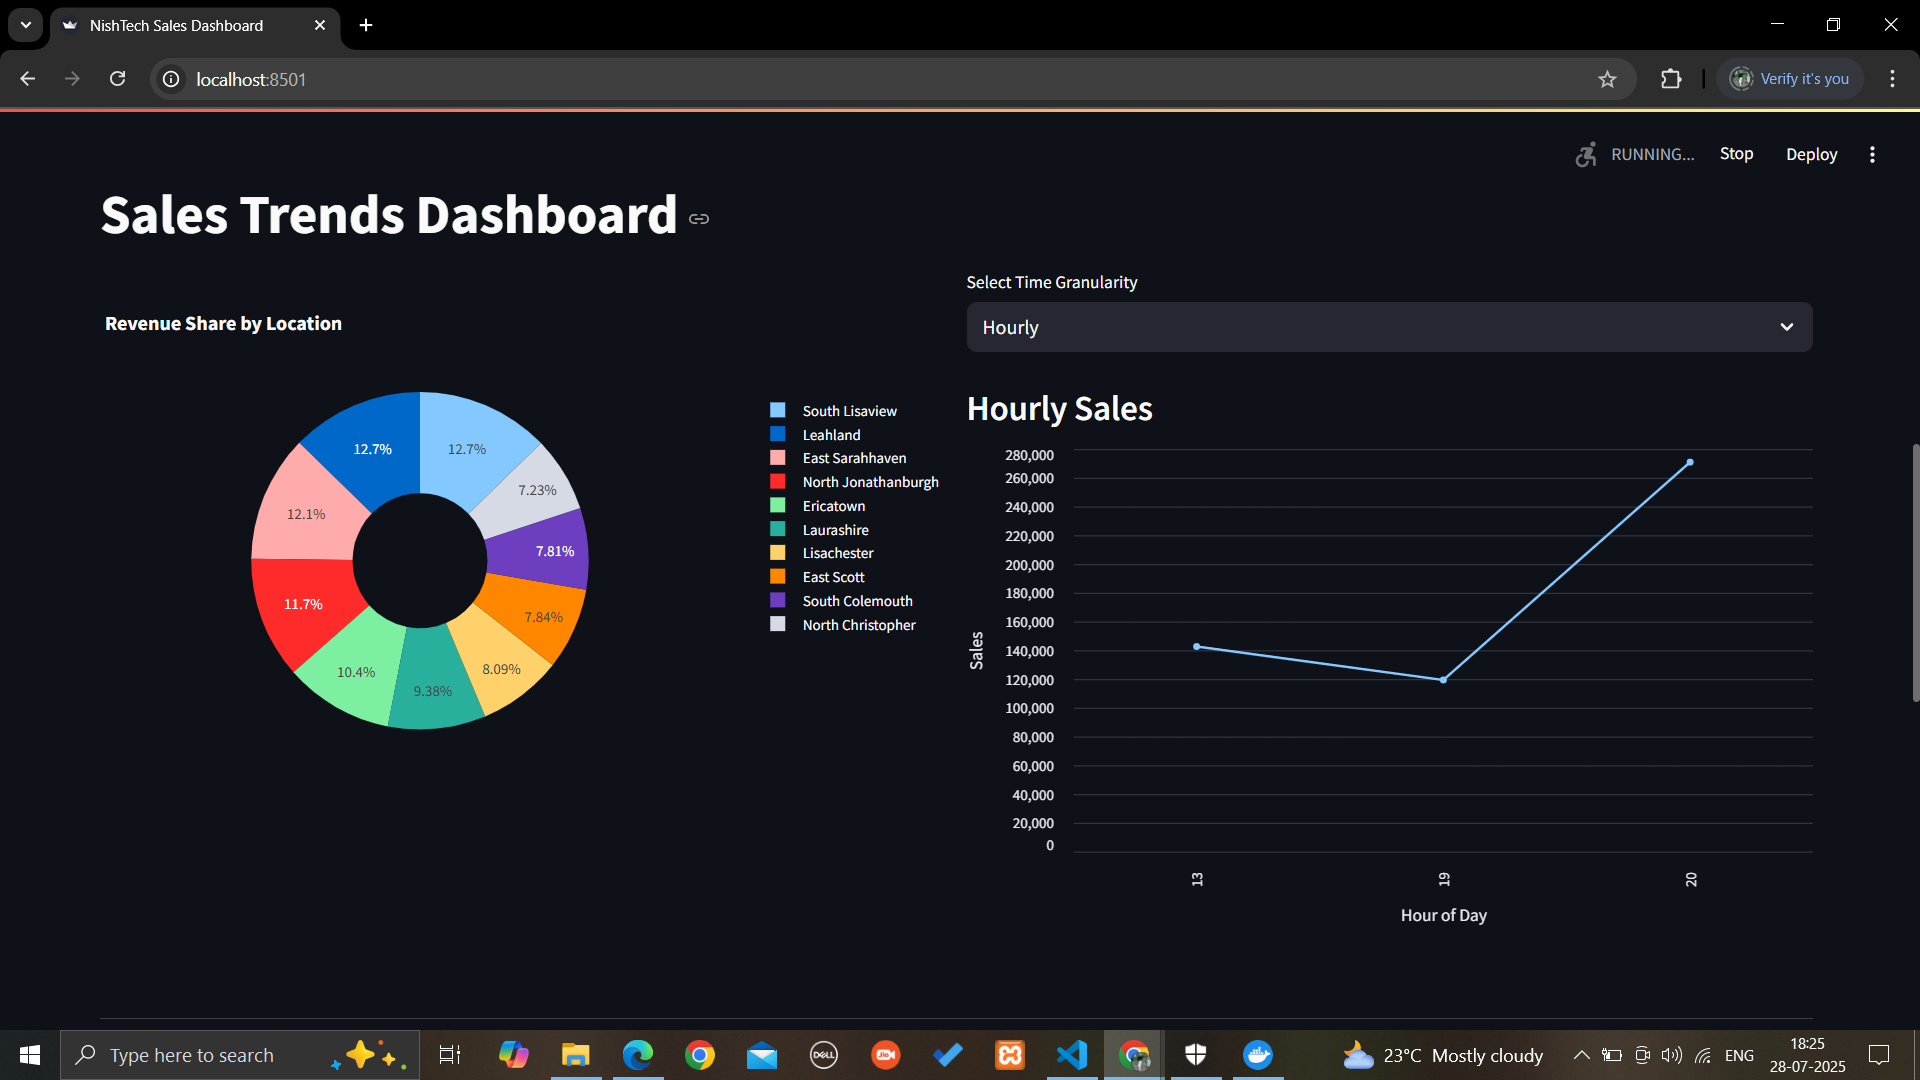 NishTech Sales Dashboard
localhost:8501
Verify it's you
RUNNING...
Stop
Deploy
Sales Trends Dashboard
Revenue Share by Location
12.7%
12.7%
7.23%
12.1%
7.81%
11.7%
7.84%
10.4%
8.09%
9.38%
South Lisaview
Leahland
East Sarahhaven
North Jonathanburgh
Ericatown
Laurashire
Lisachester
East Scott
South Colemouth
North Christopher
Select Time Granularity
Hourly
Hourly Sales
280,000
260,000
240,000
220,000
200,000
180,000
160,000
140,000
120,000
100,000
80,000
60,000
40,000
20,000
0
Sales
13
19
20
Hour of Day
Type here to search
DELL
Jio
23°C Mostly cloudy
ENG
18:25
28-07-2025